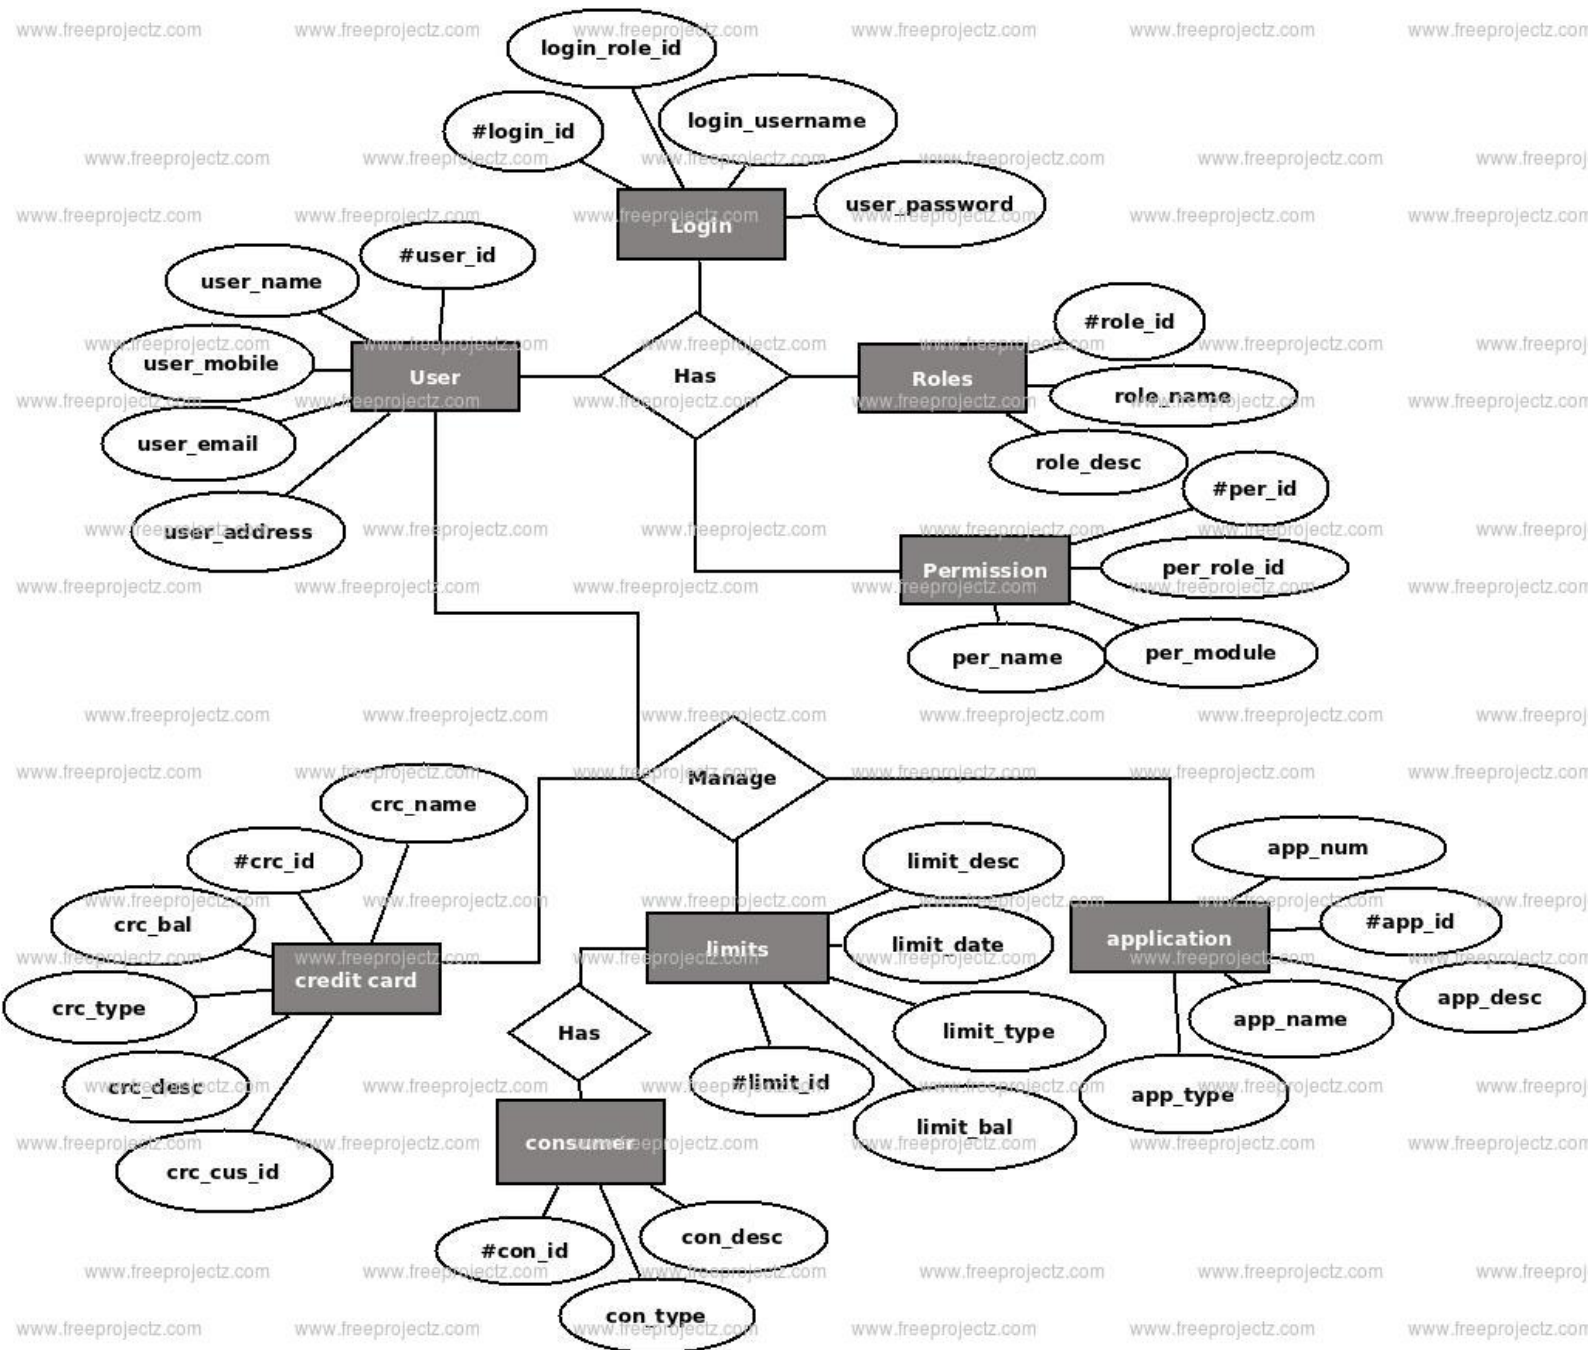 login_role_id
#login_id
login_username
user_password
Login
#user_id
user_name
user_mobile
user_email
user_address
User
Has
Roles
#role_id
role_name
role_desc
#per_id
Permission
per_role_id
per_name
per_module
Manage
crc_name
#crc_id
crc_bal
crc_type
credit card
crc_desc
crc_cus_id
limit_desc
limits
limit_date
limit_type
#limit_id
limit_bal
app_num
#app_id
application
app_desc
app_name
app_type
Has
consumer
#con_id
con_desc
con_type
www.freeprojectz.com